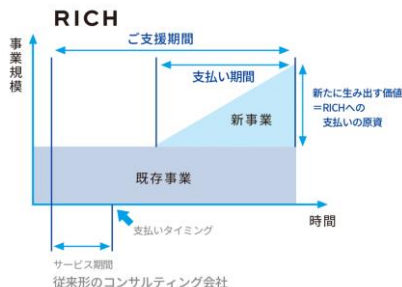 RICH
事業規模
ご支援期間
支払い期間
新たに生み出す価値
=RICHへの
支払いの原資
新事業
既存事業
時間
支払いタイミング
サービス期間
従来形のコンサルティング会社